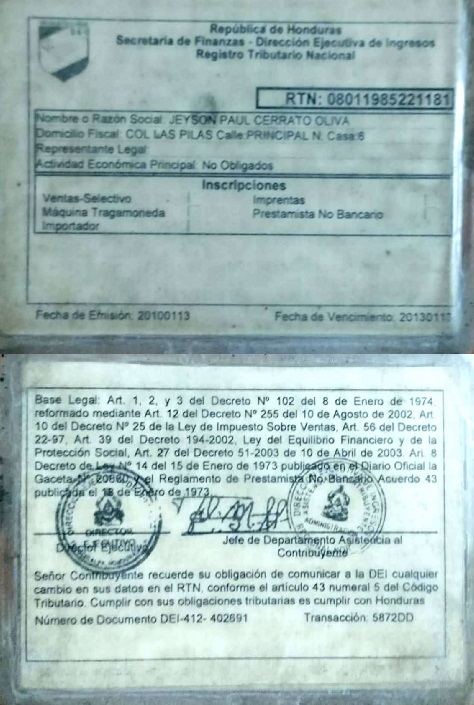 República de Honduras
Secretaria de Finanzas - Dirección Ejecutiva de Ingresos
Registro Tributario Nacional
RTN: 08011985221181
Nombre o Razón Social: JEYSON PAUL CERRATO OLIVA
Domicilio Fiscal: COL LAS PILAS Calle:PRINCIPAL N. Casa:6
Representante Legal:
Actividad Económica Principal: No Obligados
Inscripciones
Ventas-Selectivo Imprentas
Máquina Tragamoneda Prestamista No Bancario
Importador
Fecha de Emisión: 20100113 Fecha de Vencimiento: 20130113
Base Legal: Art. 1, 2, y 3 del Decreto Nº 102 del 8 de Enero de 1974,
reformado mediante Art. 12 del Decreto Nº 255 del 10 de Agosto de 2002, Art.
10 del Decreto Nº 25 de la Ley de Impuesto Sobre Ventas, Art. 56 del Decreto
22-97, Art. 39 del Decreto 194-2002, Ley del Equilibrio Financiero y de la
Protección Social, Art. 27 del Decreto 51-2003 de 10 de Abril de 2003. Art. 8
Decreto de Ley Nº 14 del 15 de Enero de 1973 publicado en el Diario Oficial la
Gaceta Nº el Reglamento de Prestamista No Bancario Acuerdo 43
publicada el de Enero de 1973
DIRECTOR
EJECUTIVO
ADMINISTRACION
Director Ejecutivo
Jefe de Departamento Asistencia al
Contribuyente
Señor Contribuyente recuerde su obligación de comunicar a la DEI cualquier
cambio en sus datos en el RTN, conforme el articulo 43 numeral 5 del Código
Tributario. Cumplir con sus obligaciones tributarias es cumplir con Honduras
Número de Documento DEI-412- 402691 Transacción: 5872DD